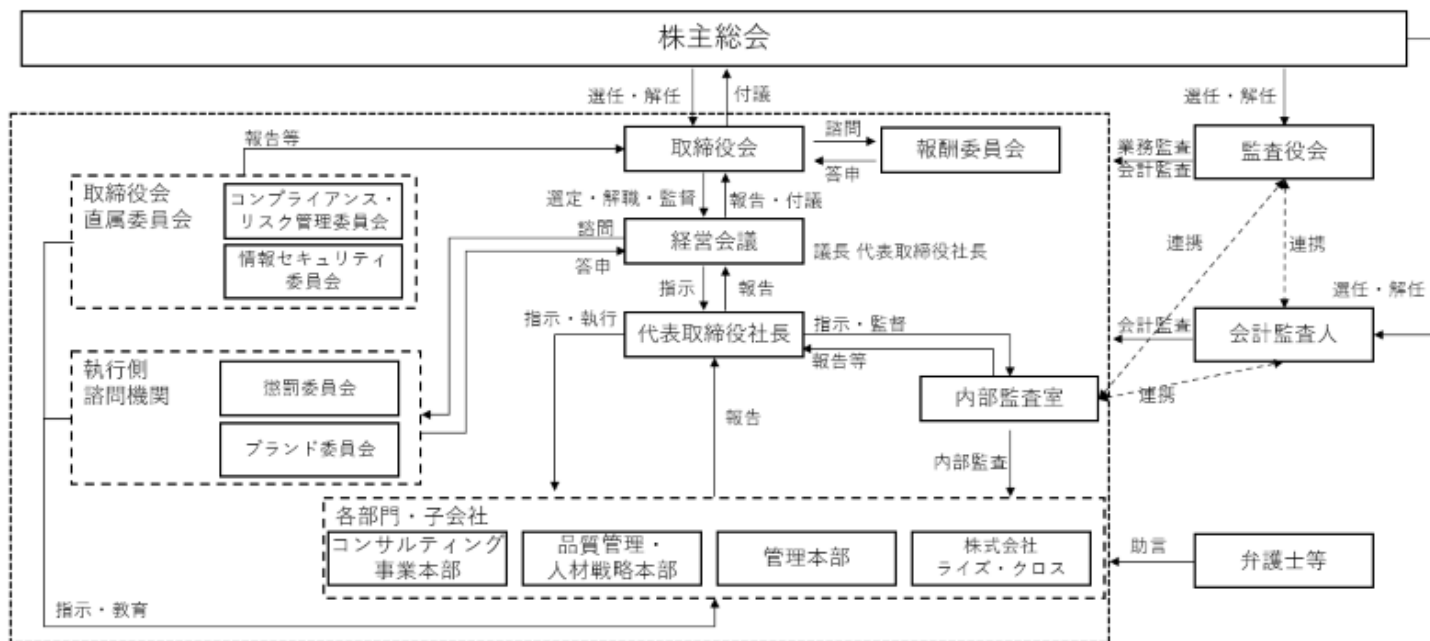 株主総会
選任・解任
付議
選任・解任
報告等
取締役会
諮問
答申
報酬委員会
業務監査
会計監査
監査役会
取締役会
直属委員会
コンプライアンス・
リスク管理委員会
情報セキュリティ
委員会
選定・解職・監督
報告・付議
諮問
答申
経営会議
議長 代表取締役社長
連携
連携
指示
報告
選任・解任
指示・執行
代表取締役社長
指示・監督
報告等
会計監査
会計監査人
執行側
諮問機関
懲罰委員会
ブランド委員会
内部監査室
連携
報告
内部監査
各部門・子会社
コンサルティング
事業本部
品質管理・
人材戦略本部
管理本部
株式会社
ライズ・クロス
助言
弁護士等
指示・教育